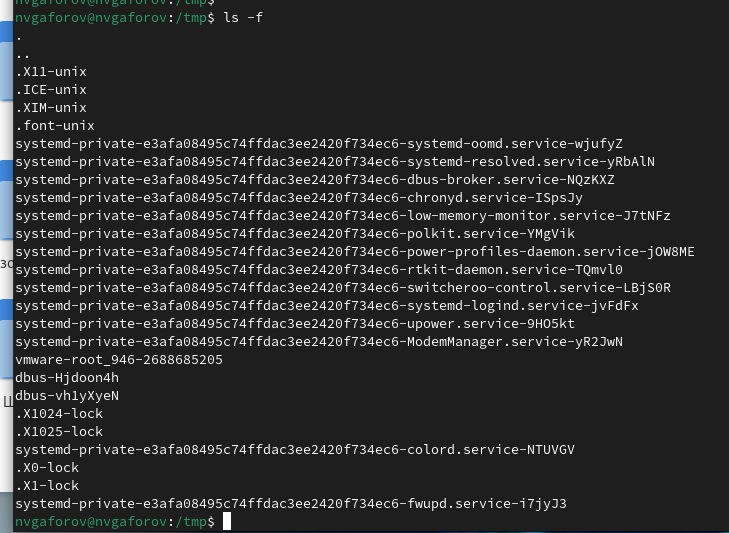 nvgaforov@nvgaforov:/tmp$ ls -f
.
..
.X11-unix
.ICE-unix
.XIM-unix
.font-unix
systemd-private-e3afa08495c74ffdac3ee2420f734ec6-systemd-oomd.service-wjufyZ
systemd-private-e3afa08495c74ffdac3ee2420f734ec6-systemd-resolved.service-yRbAlN
systemd-private-e3afa08495c74ffdac3ee2420f734ec6-dbus-broker.service-NQzKXZ
systemd-private-e3afa08495c74ffdac3ee2420f734ec6-chronyd.service-ISpsJy
systemd-private-e3afa08495c74ffdac3ee2420f734ec6-low-memory-monitor.service-J7tNFz
systemd-private-e3afa08495c74ffdac3ee2420f734ec6-polkit.service-YMgVik
systemd-private-e3afa08495c74ffdac3ee2420f734ec6-power-profiles-daemon.service-jOW8ME
systemd-private-e3afa08495c74ffdac3ee2420f734ec6-rtkit-daemon.service-TQmvl0
systemd-private-e3afa08495c74ffdac3ee2420f734ec6-switcheroo-control.service-LBjS0R
systemd-private-e3afa08495c74ffdac3ee2420f734ec6-systemd-logind.service-jvFdFx
systemd-private-e3afa08495c74ffdac3ee2420f734ec6-upower.service-9HO5kt
systemd-private-e3afa08495c74ffdac3ee2420f734ec6-ModemManager.service-yR2JwN
vmware-root_946-2688685205
dbus-Hjdoon4h
dbus-vh1yXyeN
.X1024-lock
.X1025-lock
systemd-private-e3afa08495c74ffdac3ee2420f734ec6-colord.service-NTUVGV
.X0-lock
.X1-lock
systemd-private-e3afa08495c74ffdac3ee2420f734ec6-fwupd.service-i7jyJ3
nvgaforov@nvgaforov:/tmp$